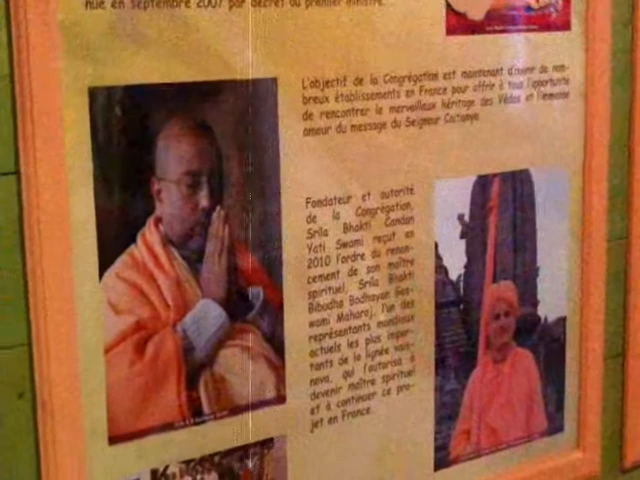 nue en septembre 2007 par décret du premier ministre.
L'objectif de la Congrégation est maintenant d'ouvrir de nom-
breux établissements en France pour offrir à tous l'opportunité
de rencontrer le merveilleux héritage des Védas et l'immense
amour du message du Seigneur Caitanya.
Fondateur et autorité
de la Congrégation,
Srila Bhakti Candan
Yati Swami reçut en
2010 l'ordre du renon-
cement de son maître
spirituel, Srila Bhakti
Bibudha Bodhayan Gos-
wami Maharaj, l'un des
représentants mondiaux
actuels les plus impor-
tants de la lignée vais-
nava, qui l'autorisa à
devenir maître spirituel
et à continuer ce pro-
jet en France.